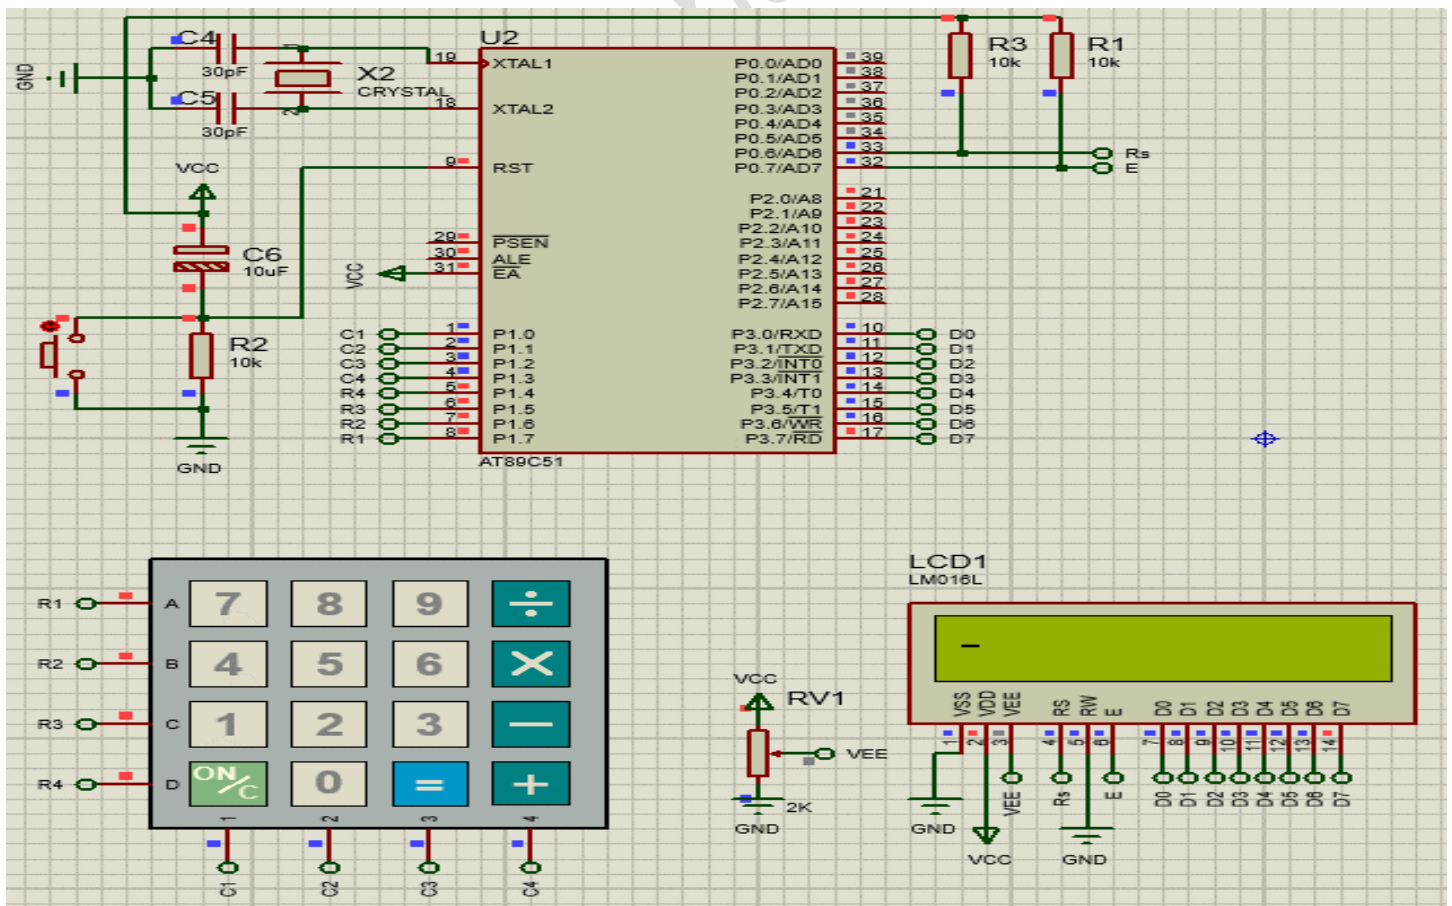 C4
30pF
GND
C5
30pF
1
X2
CRYSTAL
2
U2
19 XTAL1
18 XTAL2
9 RST
29 PSEN
30 ALE
31 EA
VCC
1 P1.0
2 P1.1
3 P1.2
4 P1.3
5 P1.4
6 P1.5
7 P1.6
8 P1.7
C1
C2
C3
C4
R4
R3
R2
R1
P0.0/AD0 39
P0.1/AD1 38
P0.2/AD2 37
P0.3/AD3 36
P0.4/AD4 35
P0.5/AD5 34
P0.6/AD6 33
P0.7/AD7 32
P2.0/A8 21
P2.1/A9 22
P2.2/A10 23
P2.3/A11 24
P2.4/A12 25
P2.5/A13 26
P2.6/A14 27
P2.7/A15 28
P3.0/RXD 10 D0
P3.1/TXD 11 D1
P3.2/INT0 12 D2
P3.3/INT1 13 D3
P3.4/T0 14 D4
P3.5/T1 15 D5
P3.6/WR 16 D6
P3.7/RD 17 D7
AT89C51
R3
10k
R1
10k
Rs
E
VCC
C6
10uF
R2
10k
GND
R1 A 7 8 9 ÷
R2 B 4 5 6 ×
R3 C 1 2 3 −
R4 D ON/C 0 = +
1 2 3 4
C1 C2 C3 C4
VCC
RV1
VEE
2K
GND
LCD1
LM016L
-
VSS VDD VEE RS RW E D0 D1 D2 D3 D4 D5 D6 D7
1 2 3 4 5 6 7 8 9 10 11 12 13 14
VEE Rs E D0 D1 D2 D3 D4 D5 D6 D7
GND
VCC
GND